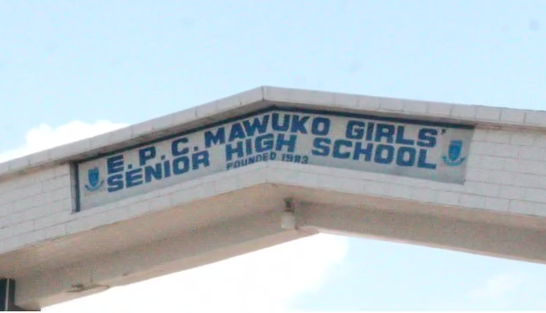 E.P.C. MAWUKO GIRLS'
SENIOR HIGH SCHOOL
FOUNDED 1983